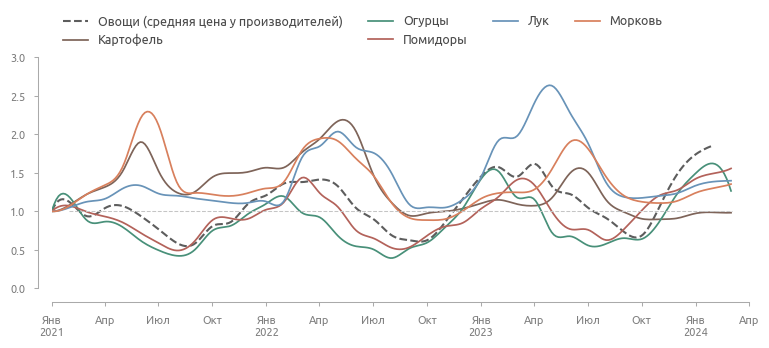 Овощи (средняя цена у производителей) Огурцы Лук Морковь
Картофель Помидоры
3.0
2.5
2.0
1.5
1.0
0.5
0.0
Янв Апр Июл Окт Янв Апр Июл Окт Янв Апр Июл Окт Янв Апр
2021 2022 2023 2024